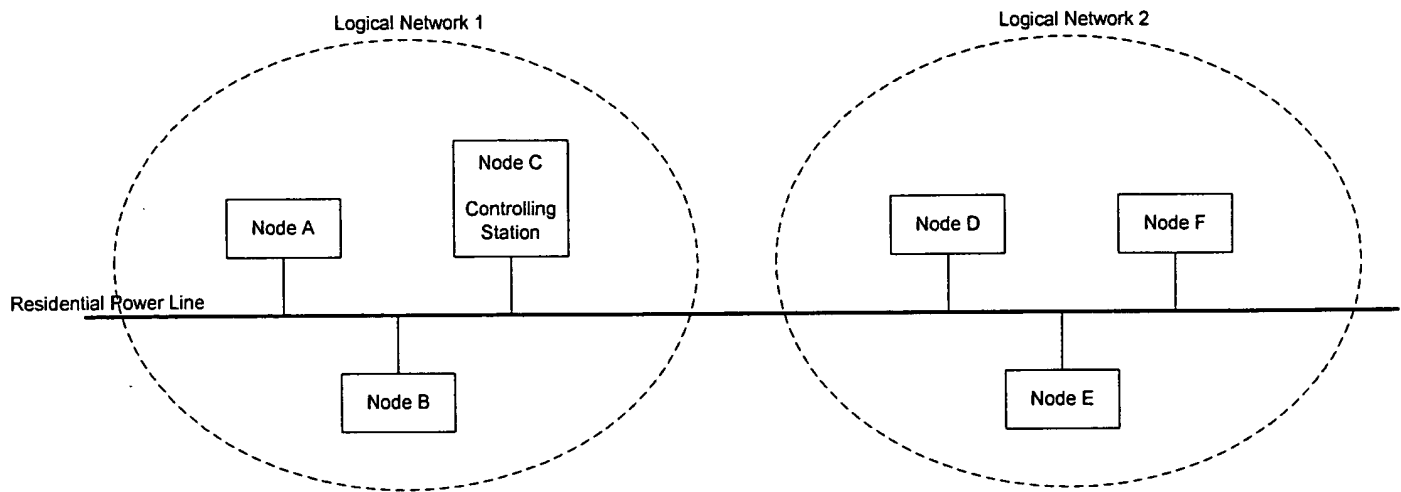 Logical Network 1
Logical Network 2
Node C
Controlling
Station
Node A
Node D
Node F
Residential Power Line
Node B
Node E